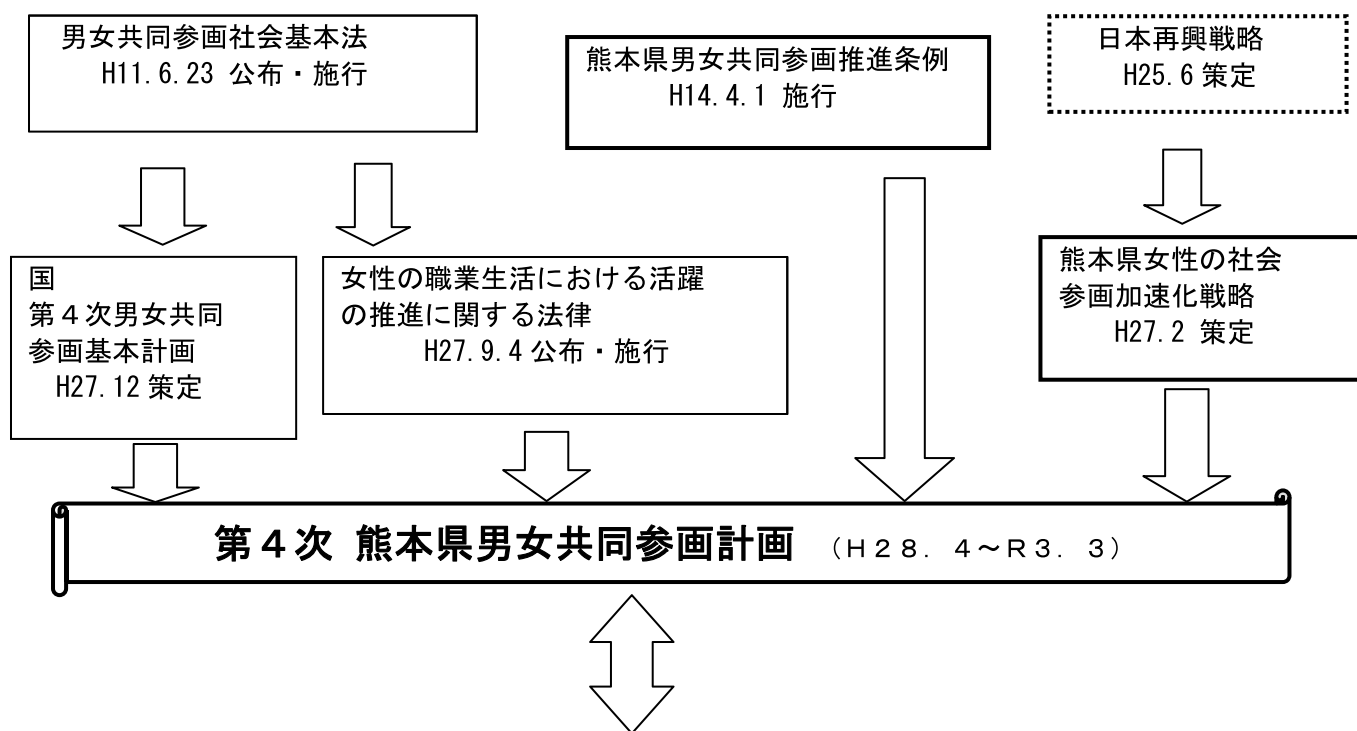 男女共同参画社会基本法
H11.6.23 公布・施行
熊本県男女共同参画推進条例
H14.4.1 施行
日本再興戦略
H25.6 策定
国
第４次男女共同
参画基本計画
H27.12 策定
女性の職業生活における活躍
の推進に関する法律
H27.9.4 公布・施行
熊本県女性の社会
参画加速化戦略
H27.2 策定
第４次 熊本県男女共同参画計画 （Ｈ２８．４～Ｒ３．３）